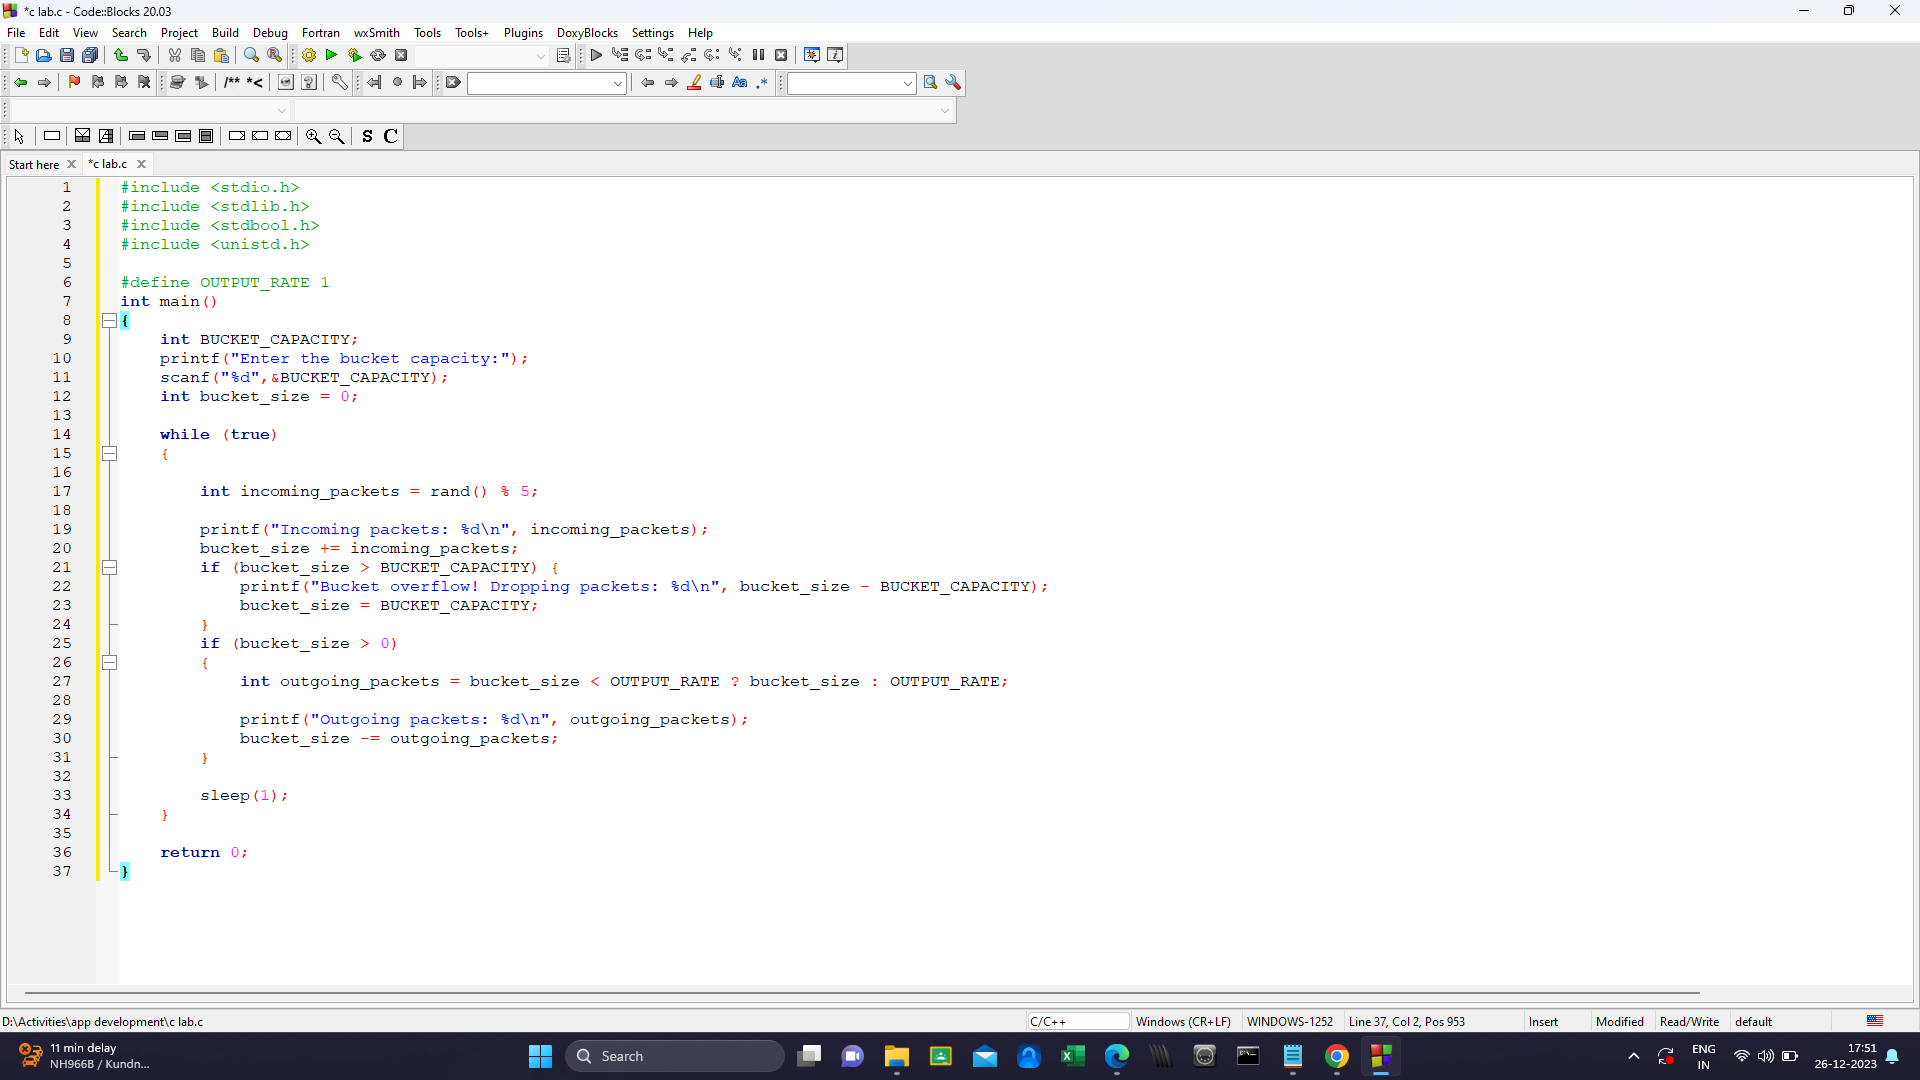 *c lab.c - Code::Blocks 20.03
File Edit View Search Project Build Debug Fortran wxSmith Tools Tools+ Plugins DoxyBlocks Settings Help
/** *<
S C
Start here *c lab.c
1 #include <stdio.h>
2 #include <stdlib.h>
3 #include <stdbool.h>
4 #include <unistd.h>
5
6 #define OUTPUT_RATE 1
7 int main()
8 {
9 int BUCKET_CAPACITY;
10 printf("Enter the bucket capacity:");
11 scanf("%d",&BUCKET_CAPACITY);
12 int bucket_size = 0;
13
14 while (true)
15 {
16
17 int incoming_packets = rand() % 5;
18
19 printf("Incoming packets: %d\n", incoming_packets);
20 bucket_size += incoming_packets;
21 if (bucket_size > BUCKET_CAPACITY) {
22 printf("Bucket overflow! Dropping packets: %d\n", bucket_size - BUCKET_CAPACITY);
23 bucket_size = BUCKET_CAPACITY;
24 }
25 if (bucket_size > 0)
26 {
27 int outgoing_packets = bucket_size < OUTPUT_RATE ? bucket_size : OUTPUT_RATE;
28
29 printf("Outgoing packets: %d\n", outgoing_packets);
30 bucket_size -= outgoing_packets;
31 }
32
33 sleep(1);
34 }
35
36 return 0;
37 }
D:\Activities\app development\c lab.c C/C++ Windows (CR+LF) WINDOWS-1252 Line 37, Col 2, Pos 953 Insert Modified Read/Write default
11 min delay
NH966B / Kundn...
Search
ENG
IN
17:51
26-12-2023